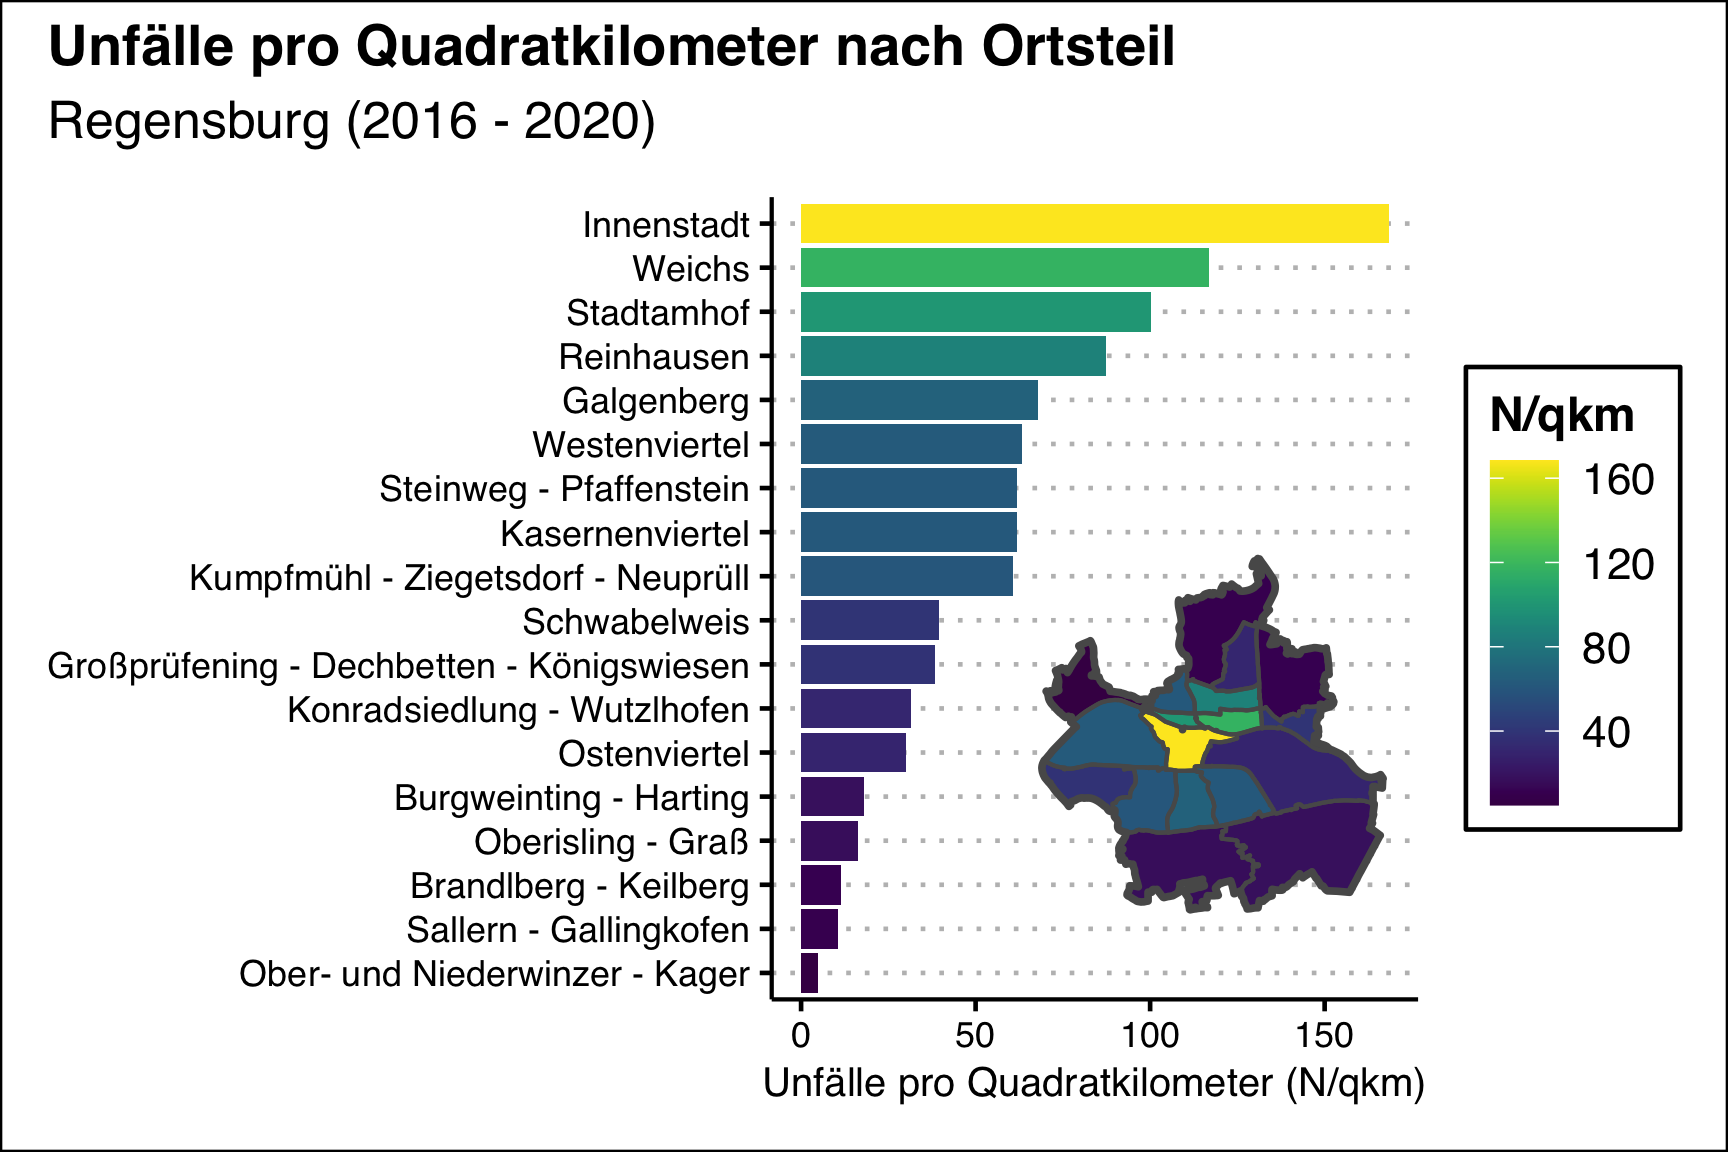 Unfälle pro Quadratkilometer nach Ortsteil
Regensburg (2016 - 2020)
Innenstadt
Weichs
Stadtamhof
Reinhausen
Galgenberg
Westenviertel
Steinweg - Pfaffenstein
Kasernenviertel
Kumpfmühl - Ziegetsdorf - Neuprüll
Schwabelweis
Großprüfening - Dechbetten - Königswiesen
Konradsiedlung - Wutzlhofen
Ostenviertel
Burgweinting - Harting
Oberisling - Graß
Brandlberg - Keilberg
Sallern - Gallingkofen
Ober- und Niederwinzer - Kager
0 50 100 150
Unfälle pro Quadratkilometer (N/qkm)
N/qkm
160
120
80
40